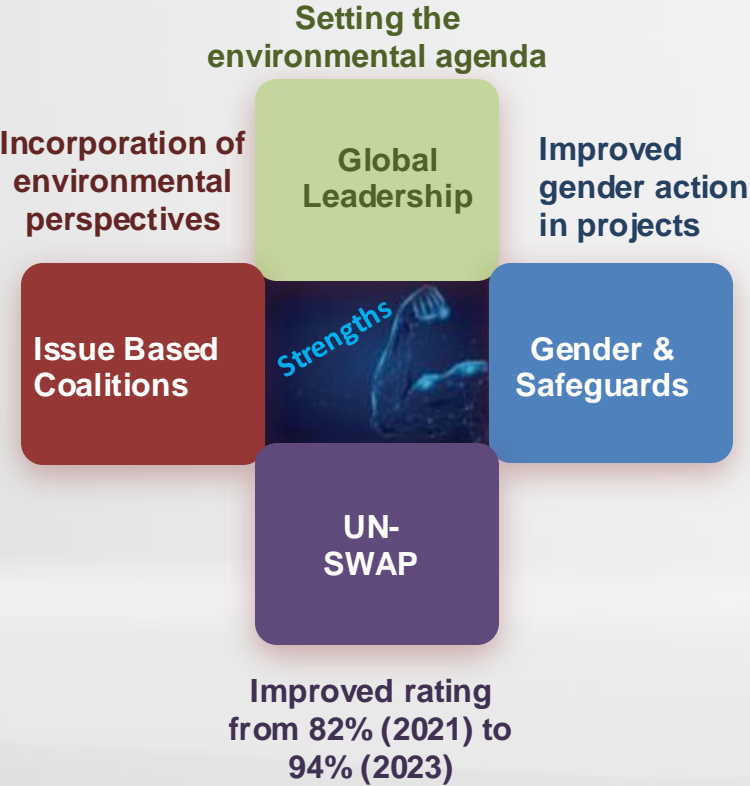 Setting the
environmental agenda
Global
Leadership
Incorporation of
environmental
perspectives
Improved
gender action
in projects
Issue Based
Coalitions
Strengths
Gender &
Safeguards
UN-
SWAP
Improved rating
from 82% (2021) to
94% (2023)